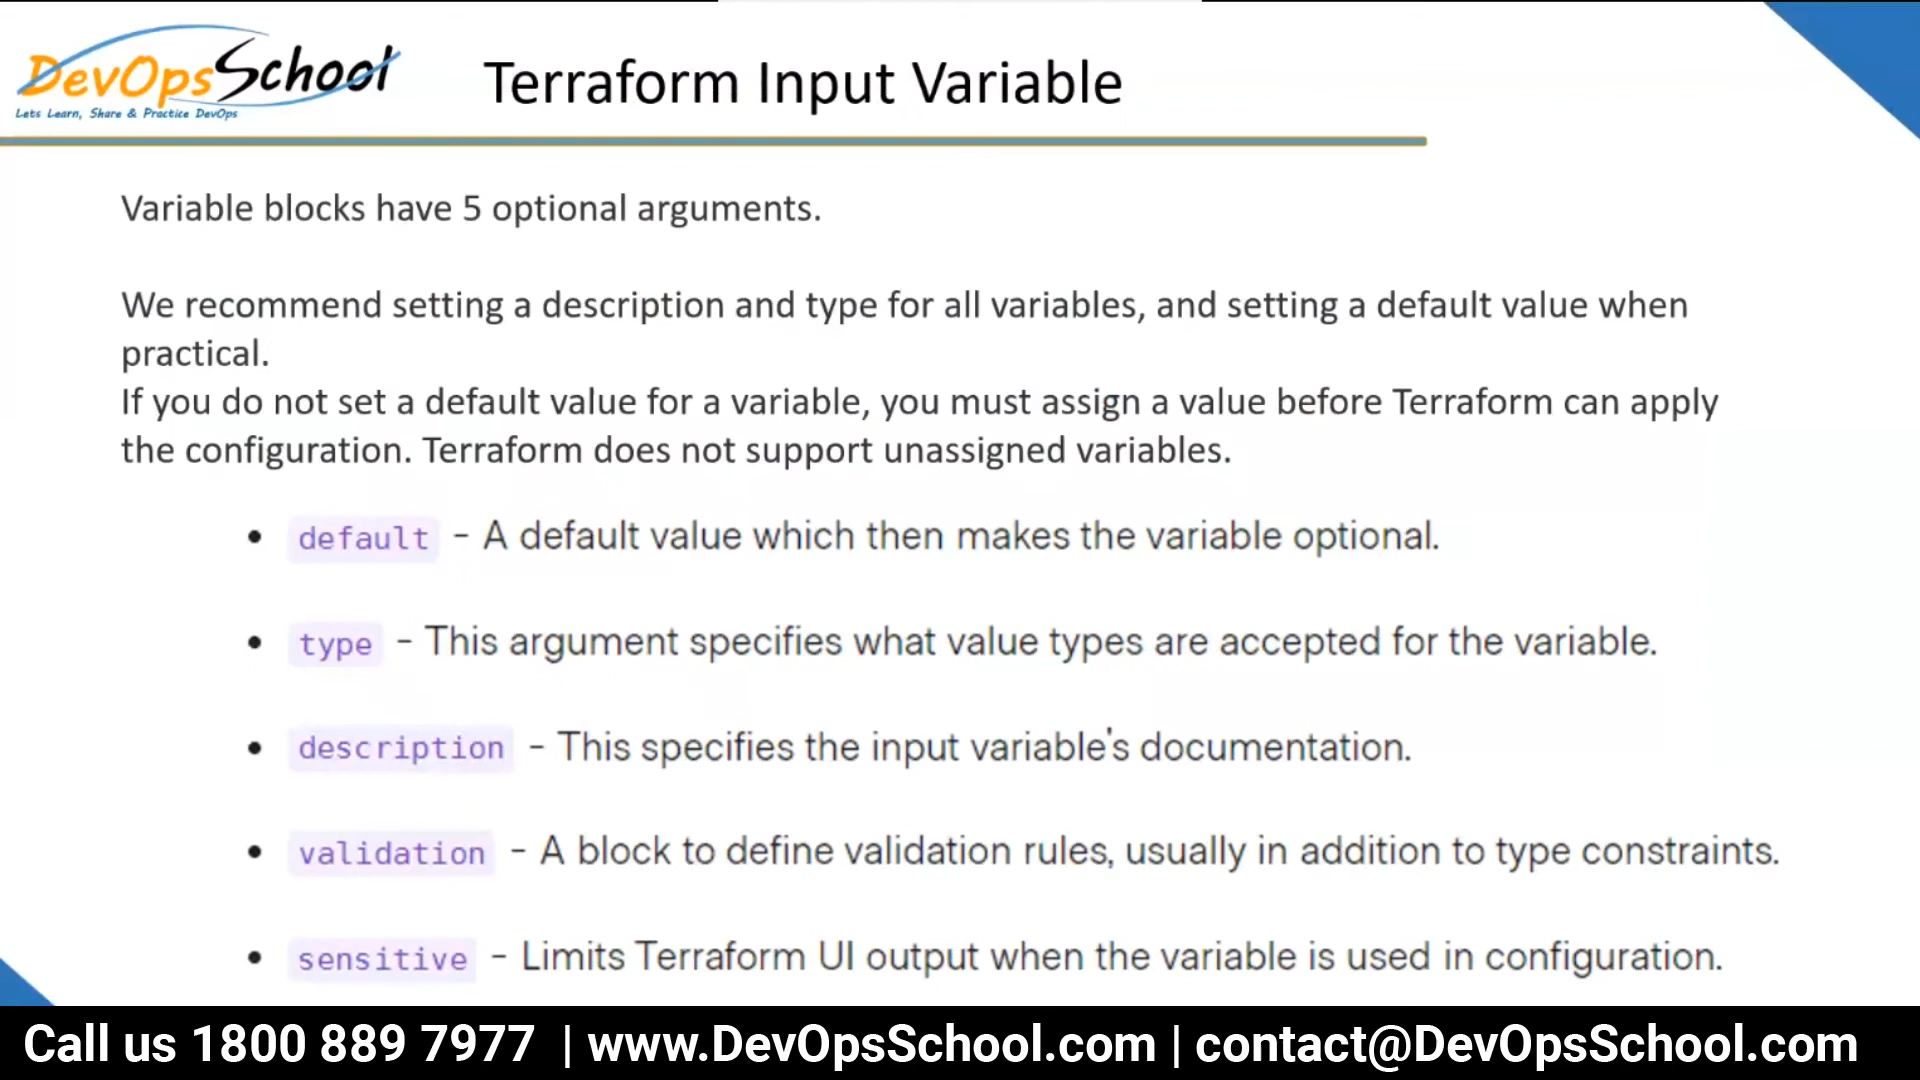 DevOpsSchool
Lets Learn, Share & Practice DevOps
Terraform Input Variable
Variable blocks have 5 optional arguments.
We recommend setting a description and type for all variables, and setting a default value when
practical.
If you do not set a default value for a variable, you must assign a value before Terraform can apply
the configuration. Terraform does not support unassigned variables.
• default - A default value which then makes the variable optional.
• type - This argument specifies what value types are accepted for the variable.
• description - This specifies the input variable's documentation.
• validation - A block to define validation rules, usually in addition to type constraints.
• sensitive - Limits Terraform UI output when the variable is used in configuration.
Call us 1800 889 7977 | www.DevOpsSchool.com | contact@DevOpsSchool.com